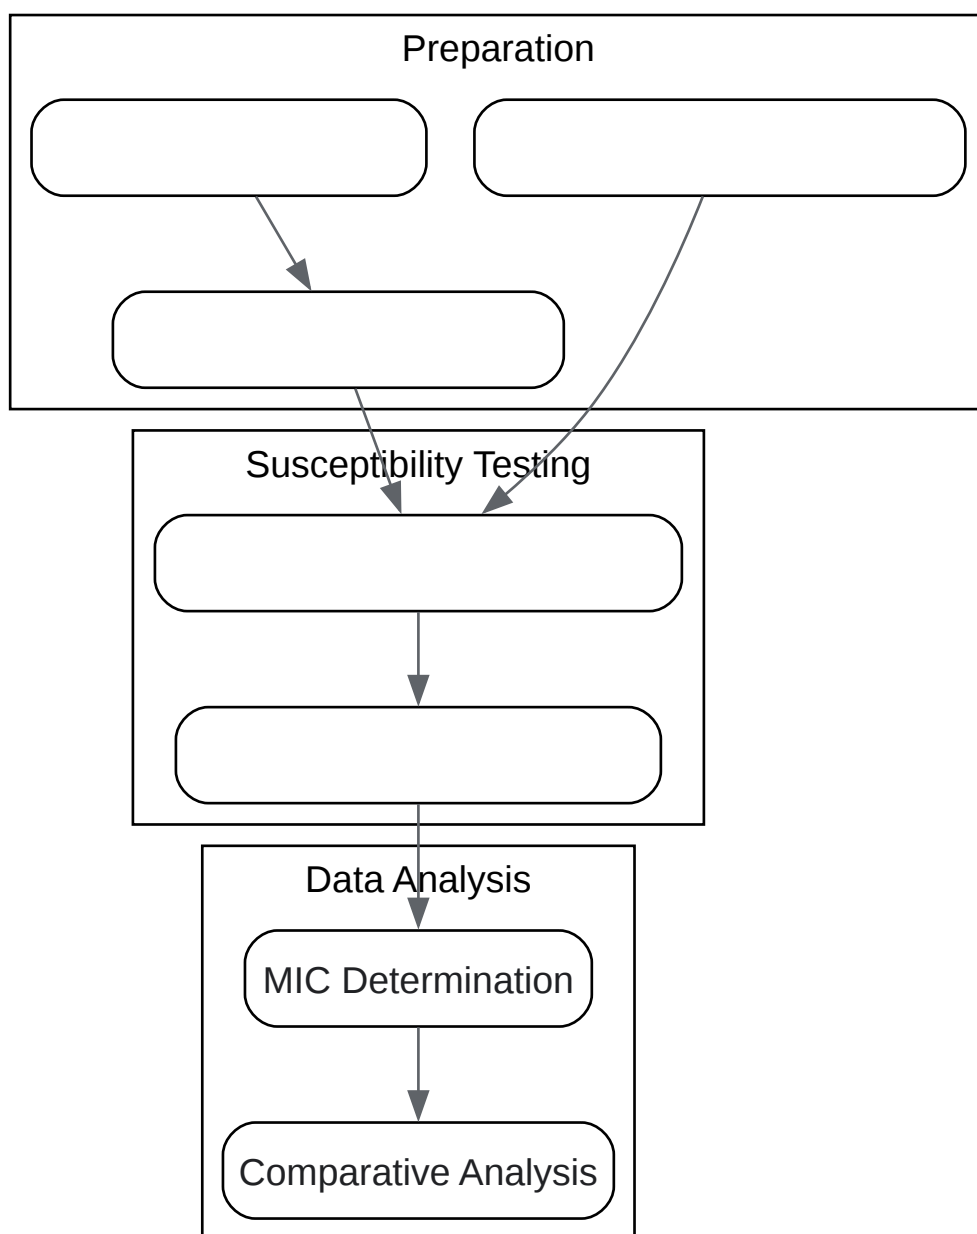 Preparation
Susceptibility Testing
Data Analysis
MIC Determination
Comparative Analysis